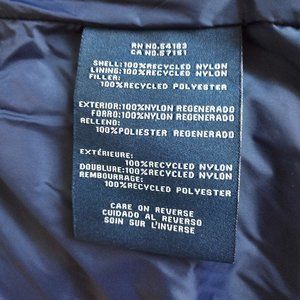 RN NO.54163
CA NO.57151
SHELL:100%RECYCLED NYLON
LINING:100%RECYCLED NYLON
FILLER:
100%RECYCLED POLYESTER
EXTERIOR:100%NYLON REGENERADO
FORRO:100%NYLON REGENERADO
RELLENO:
100%POLIESTER REGENERADO
EXTÉRIEURE:
100%RECYCLED NYLON
DOUBLURE:100%RECYCLED NYLON
REMBOURRAGE:
100%RECYCLED POLYESTER
CARE ON REVERSE
CUIDADO AL REVERSO
SOIN SUR L'INVERSE